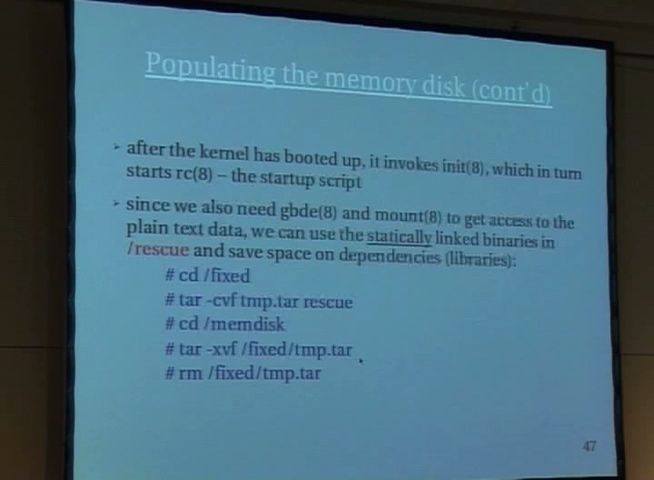 Populating the memory disk (cont'd)
➢ after the kernel has booted up, it invokes init(8), which in turn
starts rc(8) – the startup script
➢ since we also need gbde(8) and mount(8) to get access to the
plain text data, we can use the statically linked binaries in
/rescue and save space on dependencies (libraries):
# cd /fixed
# tar -cvf tmp.tar rescue
# cd /memdisk
# tar -xvf /fixed/tmp.tar
# rm /fixed/tmp.tar
47